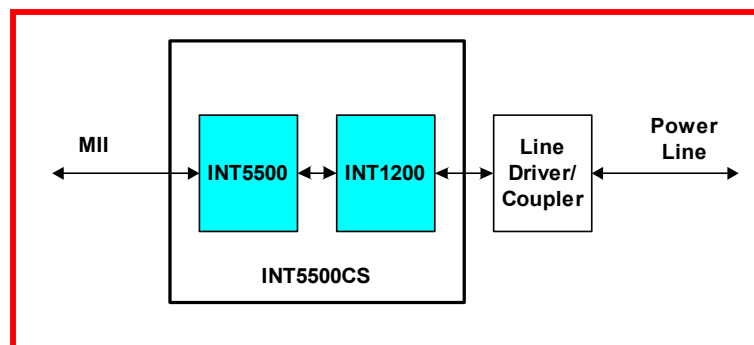 MII
INT5500
INT1200
Line
Driver/
Coupler
Power
Line
INT5500CS